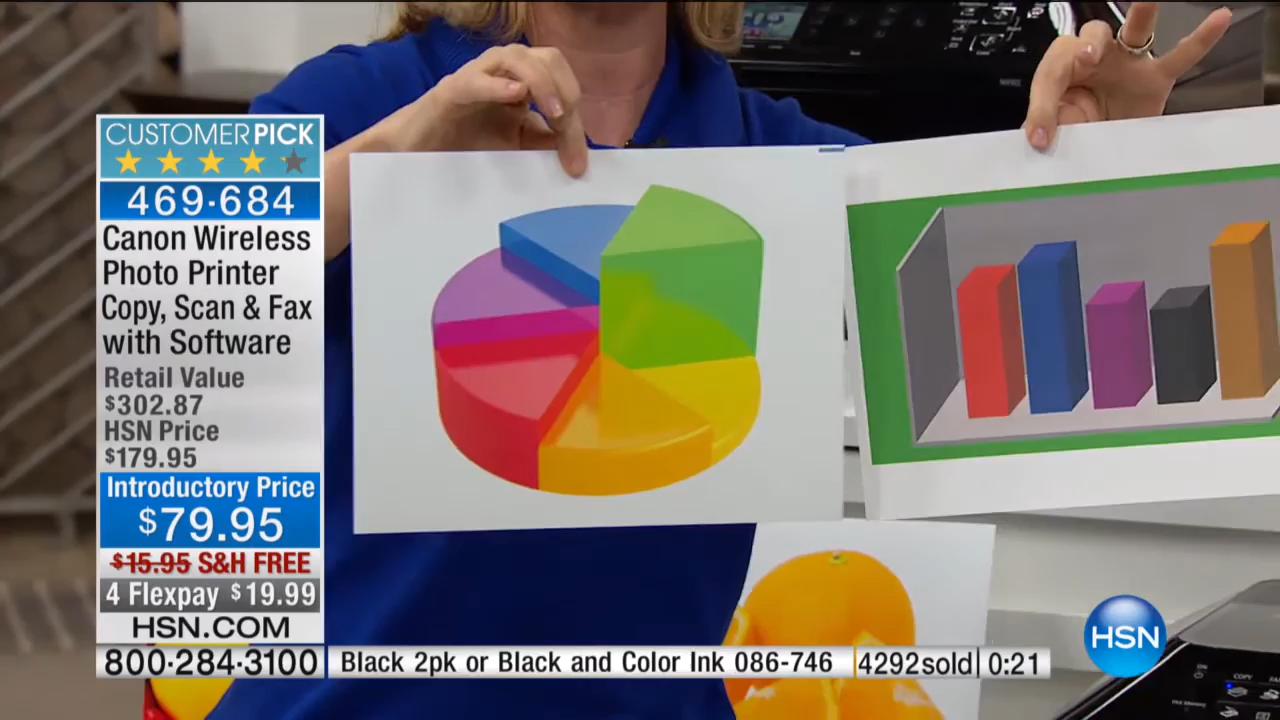 CUSTOMER PICK
469-684
Canon Wireless
Photo Printer
Copy, Scan & Fax
with Software
Retail Value
$302.87
HSN Price
$179.95
Introductory Price
$79.95
$15.95 S&H FREE
4 Flexpay $19.99
HSN.COM
800-284-3100
Black 2pk or Black and Color Ink 086-746
4292sold
0:21
HSN
ON
COPY